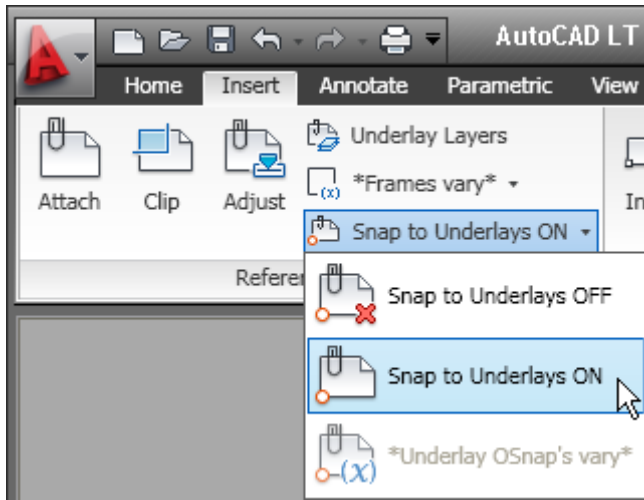 AutoCAD LT
Home Insert Annotate Parametric View
Attach Clip Adjust
Underlay Layers
*Frames vary*
Snap to Underlays ON
Snap to Underlays OFF
Snap to Underlays ON
*Underlay OSnap's vary*